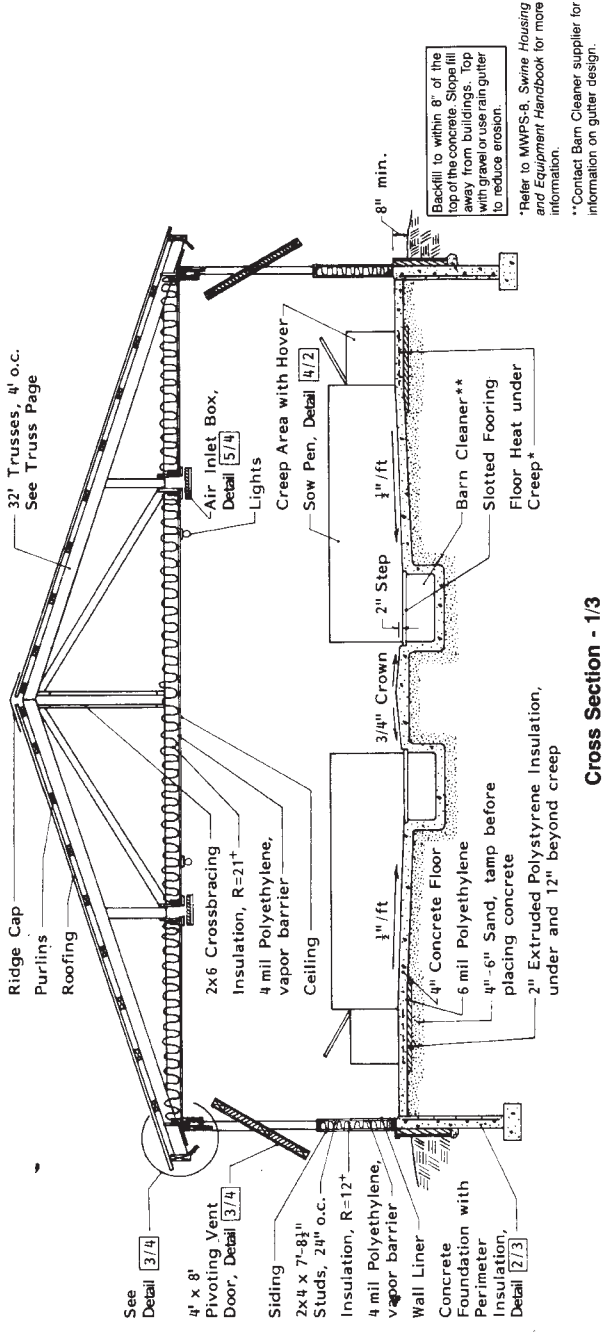 Ridge Cap
Purlins
Roofing
32' Trusses, 4' o.c.
See Truss Page
See
Detail 3/4
4' x 8'
Pivoting Vent
Door, Detail 3/4
Siding
2x4 x 7'-8½"
Studs, 24" o.c.
Insulation, R=12+
4 mil Polyethylene,
vapor barrier
Wall Liner
Concrete
Foundation with
Perimeter
Insulation,
Detail 2/3
2x6 Crossbracing
Insulation, R=21+
4 mil Polyethylene,
vapor barrier
Ceiling
Air Inlet Box,
Detail 5/4
Lights
Creep Area with Hover
Sow Pen, Detail 4/2
½"/ft
½"/ft
2" Step
3/4" Crown
4" Concrete Floor
6 mil Polyethylene
4"-6" Sand, tamp before
placing concrete
2" Extruded Polystyrene Insulation,
under and 12" beyond creep
Barn Cleaner**
Slotted Fooring
Floor Heat under
Creep*
8" min.
Backfill to within 8" of the
top of the concrete. Slope fill
away from buildings. Top
with gravel or use rain gutter
to reduce erosion.
*Refer to MWPS-8, Swine Housing
and Equipment Handbook for more
information.
**Contact Barn Cleaner supplier for
information on gutter design.
Cross Section - 1/3